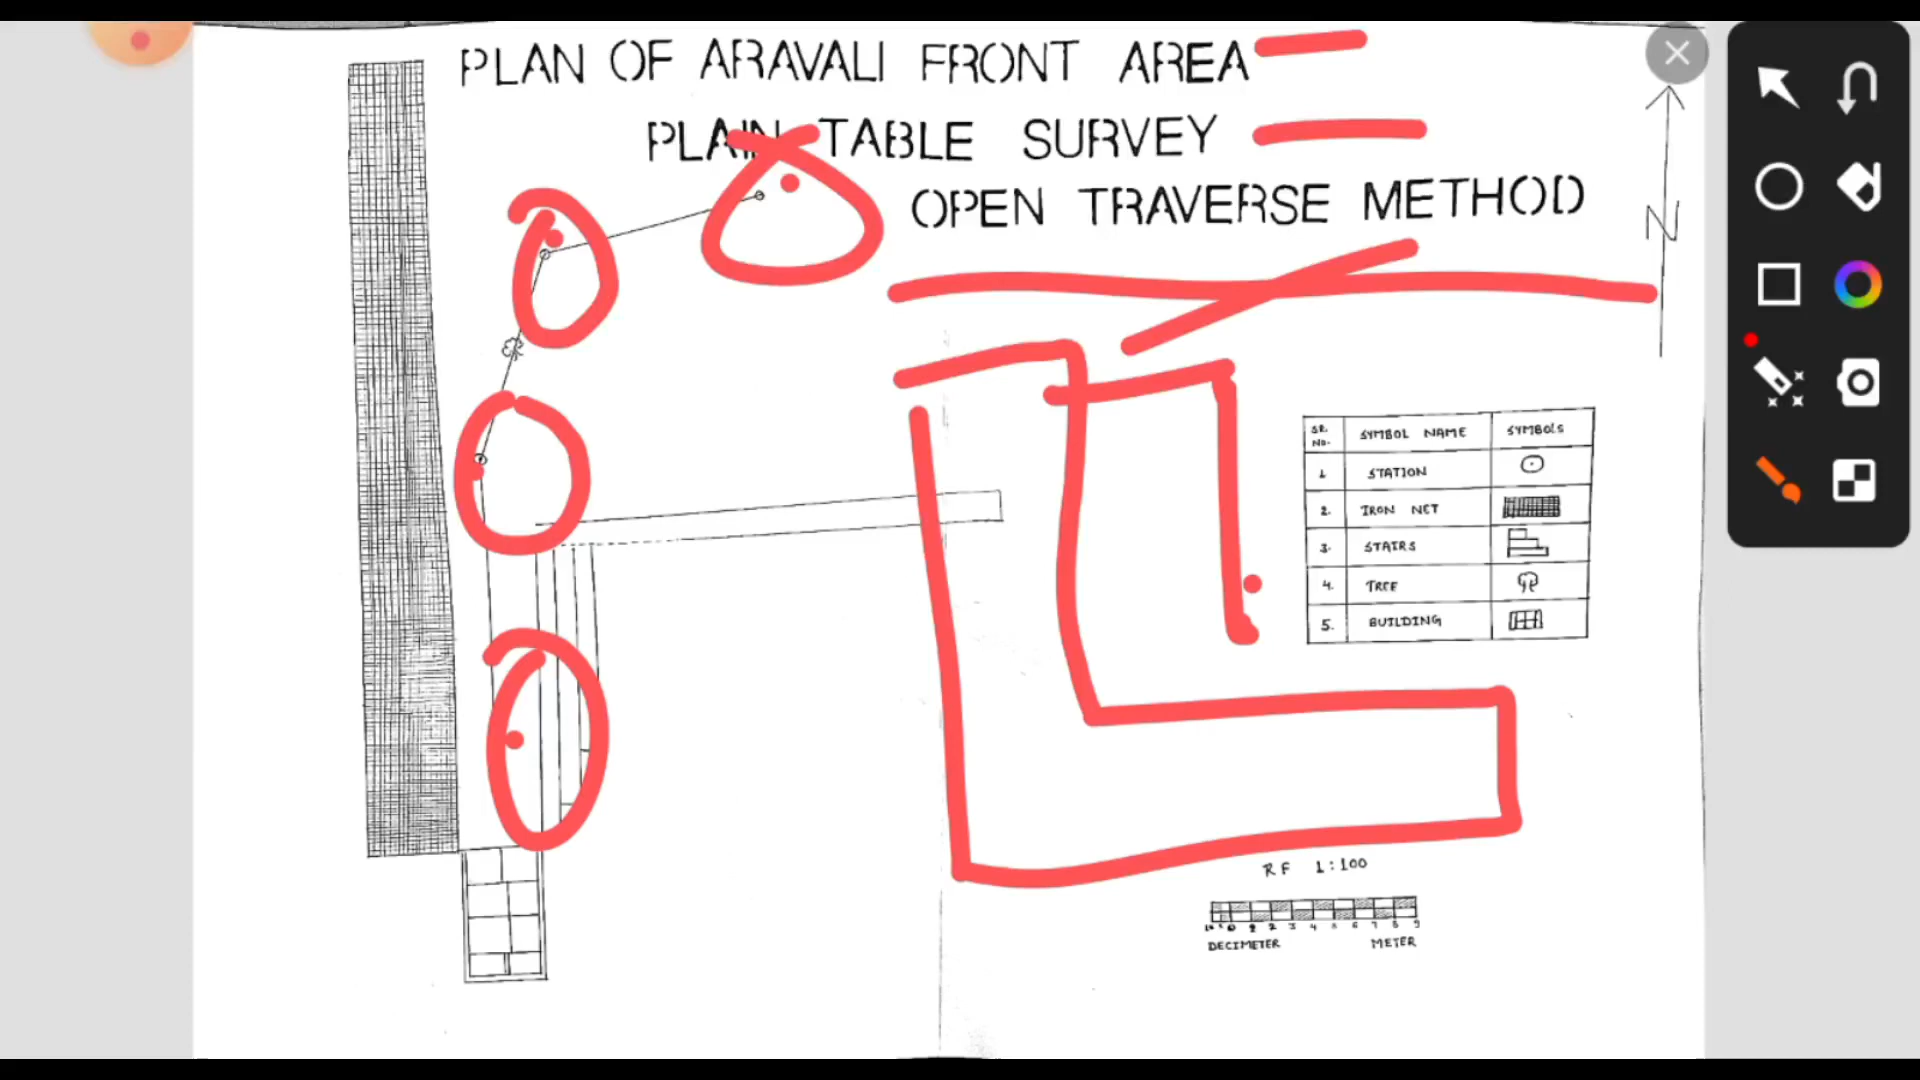 PLAN OF ARAVALI FRONT AREA
PLAIN TABLE SURVEY
OPEN TRAVERSE METHOD
N
SR. NO. SYMBOL NAME SYMBOLS
1 STATION
2. IRON NET
3. STAIRS
4. TREE
5. BUILDING
RF 1:100
DECIMETER METER